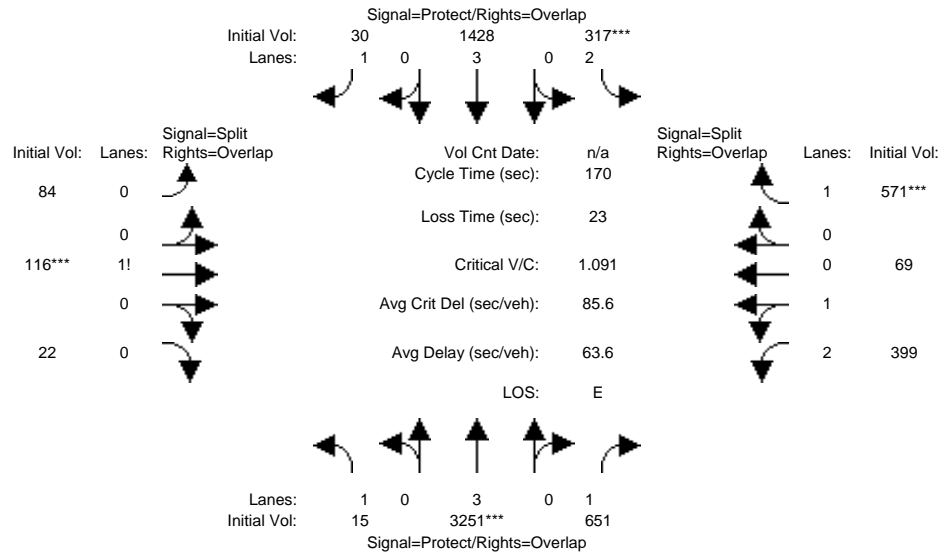 Signal=Protect/Rights=Overlap
Initial Vol: 30 1428 317***
Lanes: 1 0 3 0 2
Signal=Split Signal=Split
Initial Vol: Lanes: Rights=Overlap Vol Cnt Date: n/a Rights=Overlap Lanes: Initial Vol:
Cycle Time (sec): 170
84 0 1 571***
Loss Time (sec): 23
0 0
116*** 1! Critical V/C: 1.091 0 69
0 Avg Crit Del (sec/veh): 85.6 1
22 0 Avg Delay (sec/veh): 63.6 2 399
LOS: E
Lanes: 1 0 3 0 1
Initial Vol: 15 3251*** 651
Signal=Protect/Rights=Overlap